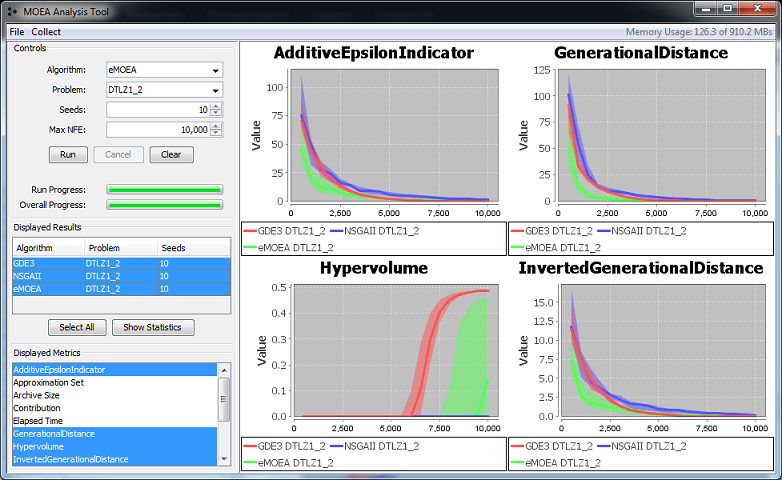 MOEA Analysis Tool
File Collect
Memory Usage: 126.3 of 910.2 MBs
Controls
Algorithm: eMOEA
Problem: DTLZ1_2
Seeds: 10
Max NFE: 10,000
Run Cancel Clear
Run Progress:
Overall Progress:
Displayed Results
Algorithm Problem Seeds
GDE3 DTLZ1_2 10
NSGAII DTLZ1_2 10
eMOEA DTLZ1_2 10
Select All Show Statistics
Displayed Metrics
AdditiveEpsilonIndicator
Approximation Set
Archive Size
Contribution
Elapsed Time
GenerationalDistance
Hypervolume
InvertedGenerationalDistance
AdditiveEpsilonIndicator
Value
100
75
50
25
0
0 2,500 5,000 7,500 10,000
GDE3 DTLZ1_2 NSGAII DTLZ1_2
eMOEA DTLZ1_2
GenerationalDistance
Value
125
100
75
50
25
0
0 2,500 5,000 7,500 10,000
GDE3 DTLZ1_2 NSGAII DTLZ1_2
eMOEA DTLZ1_2
Hypervolume
Value
0.5
0.4
0.3
0.2
0.1
0.0
0 2,500 5,000 7,500 10,000
GDE3 DTLZ1_2 NSGAII DTLZ1_2
eMOEA DTLZ1_2
InvertedGenerationalDistance
Value
15.0
12.5
10.0
7.5
5.0
2.5
0.0
0 2,500 5,000 7,500 10,000
GDE3 DTLZ1_2 NSGAII DTLZ1_2
eMOEA DTLZ1_2